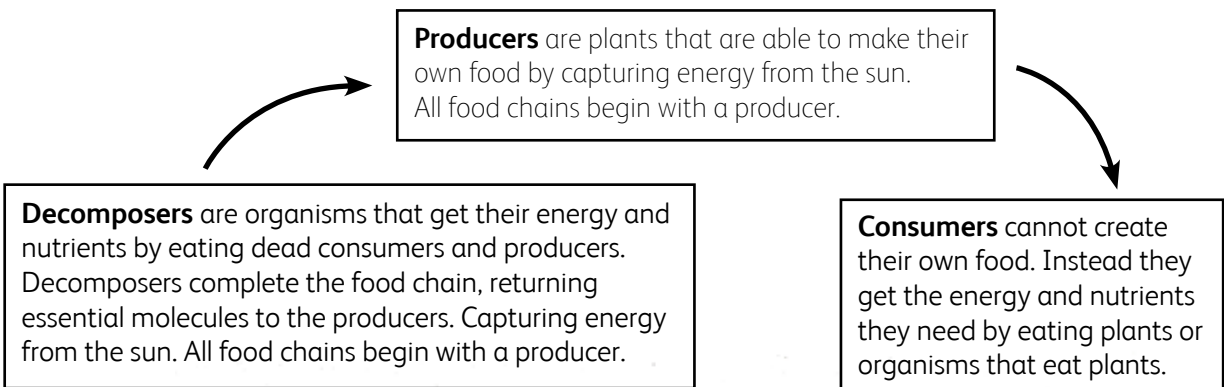 Producers are plants that are able to make their
own food by capturing energy from the sun.
All food chains begin with a producer.
Decomposers are organisms that get their energy and
nutrients by eating dead consumers and producers.
Decomposers complete the food chain, returning
essential molecules to the producers. Capturing energy
from the sun. All food chains begin with a producer.
Consumers cannot create
their own food. Instead they
get the energy and nutrients
they need by eating plants or
organisms that eat plants.